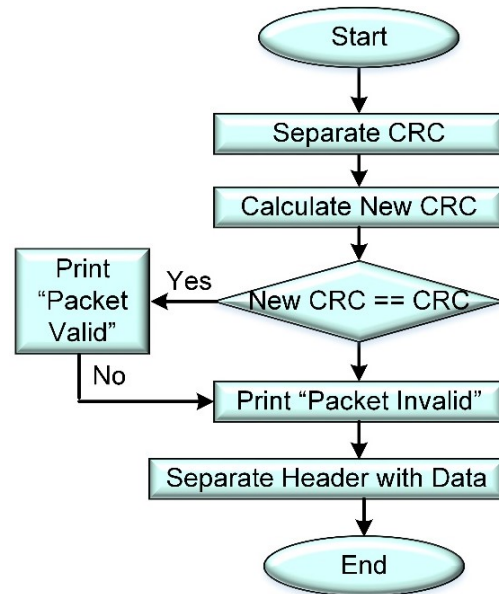 Start
Separate CRC
Calculate New CRC
New CRC == CRC
Yes
Print
“Packet
Valid”
No
Print “Packet Invalid”
Separate Header with Data
End